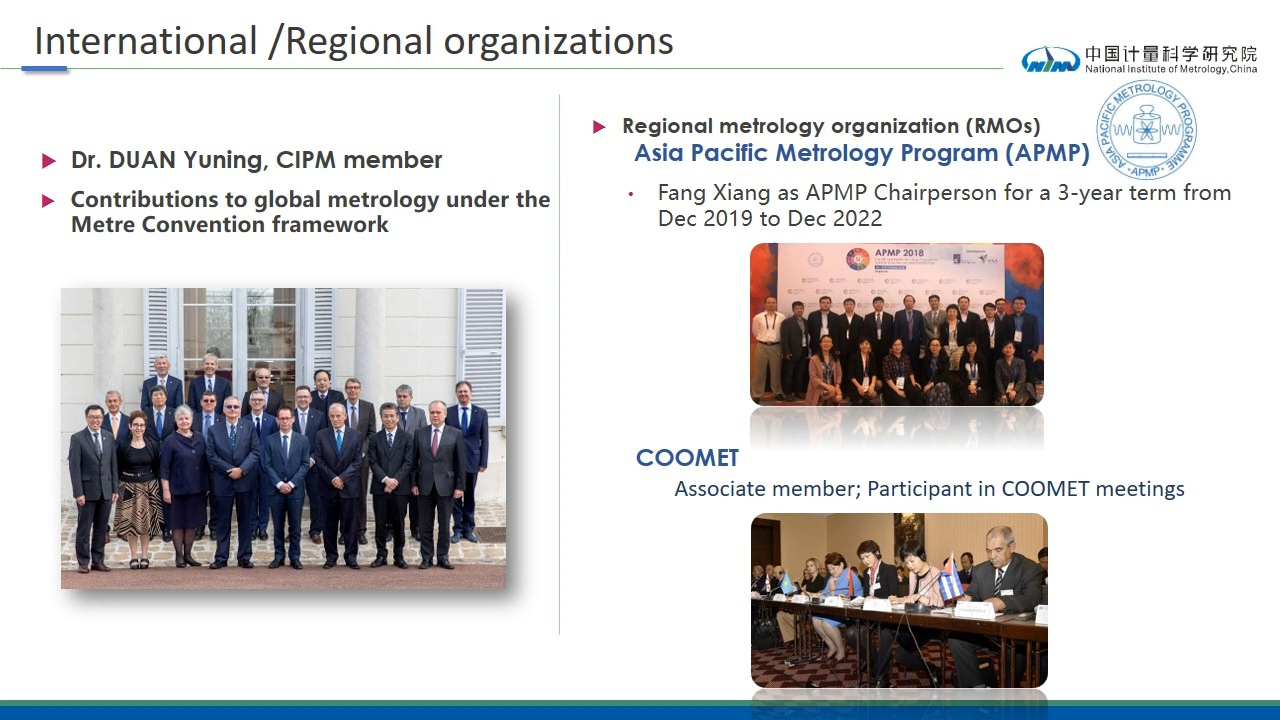 International /Regional organizations
中国计量科学研究院
National Institute of Metrology,China
NIM
Dr. DUAN Yuning, CIPM member
Contributions to global metrology under the
Metre Convention framework
Regional metrology organization (RMOs)
Asia Pacific Metrology Program (APMP)
ASIA PACIFIC METROLOGY PROGRAMME
· APMP ·
Fang Xiang as APMP Chairperson for a 3-year term from
Dec 2019 to Dec 2022
APMP 2018
COOMET
Associate member; Participant in COOMET meetings